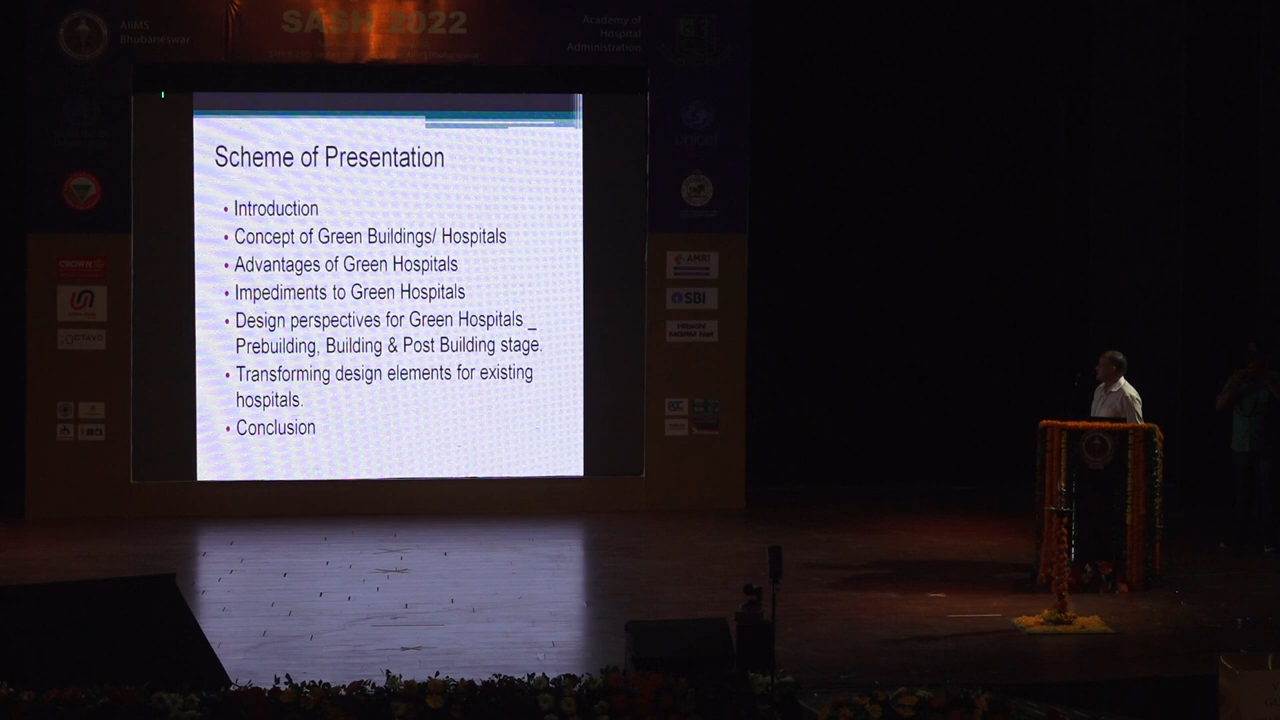 AIIMS
Bhubaneswar
SASH 2022
Academy of
Hospital
Administration
unicef
Scheme of Presentation
• Introduction
• Concept of Green Buildings/ Hospitals
• Advantages of Green Hospitals
• Impediments to Green Hospitals
• Design perspectives for Green Hospitals _
Prebuilding, Building & Post Building stage.
• Transforming design elements for existing
hospitals.
• Conclusion
AMRI
SBI